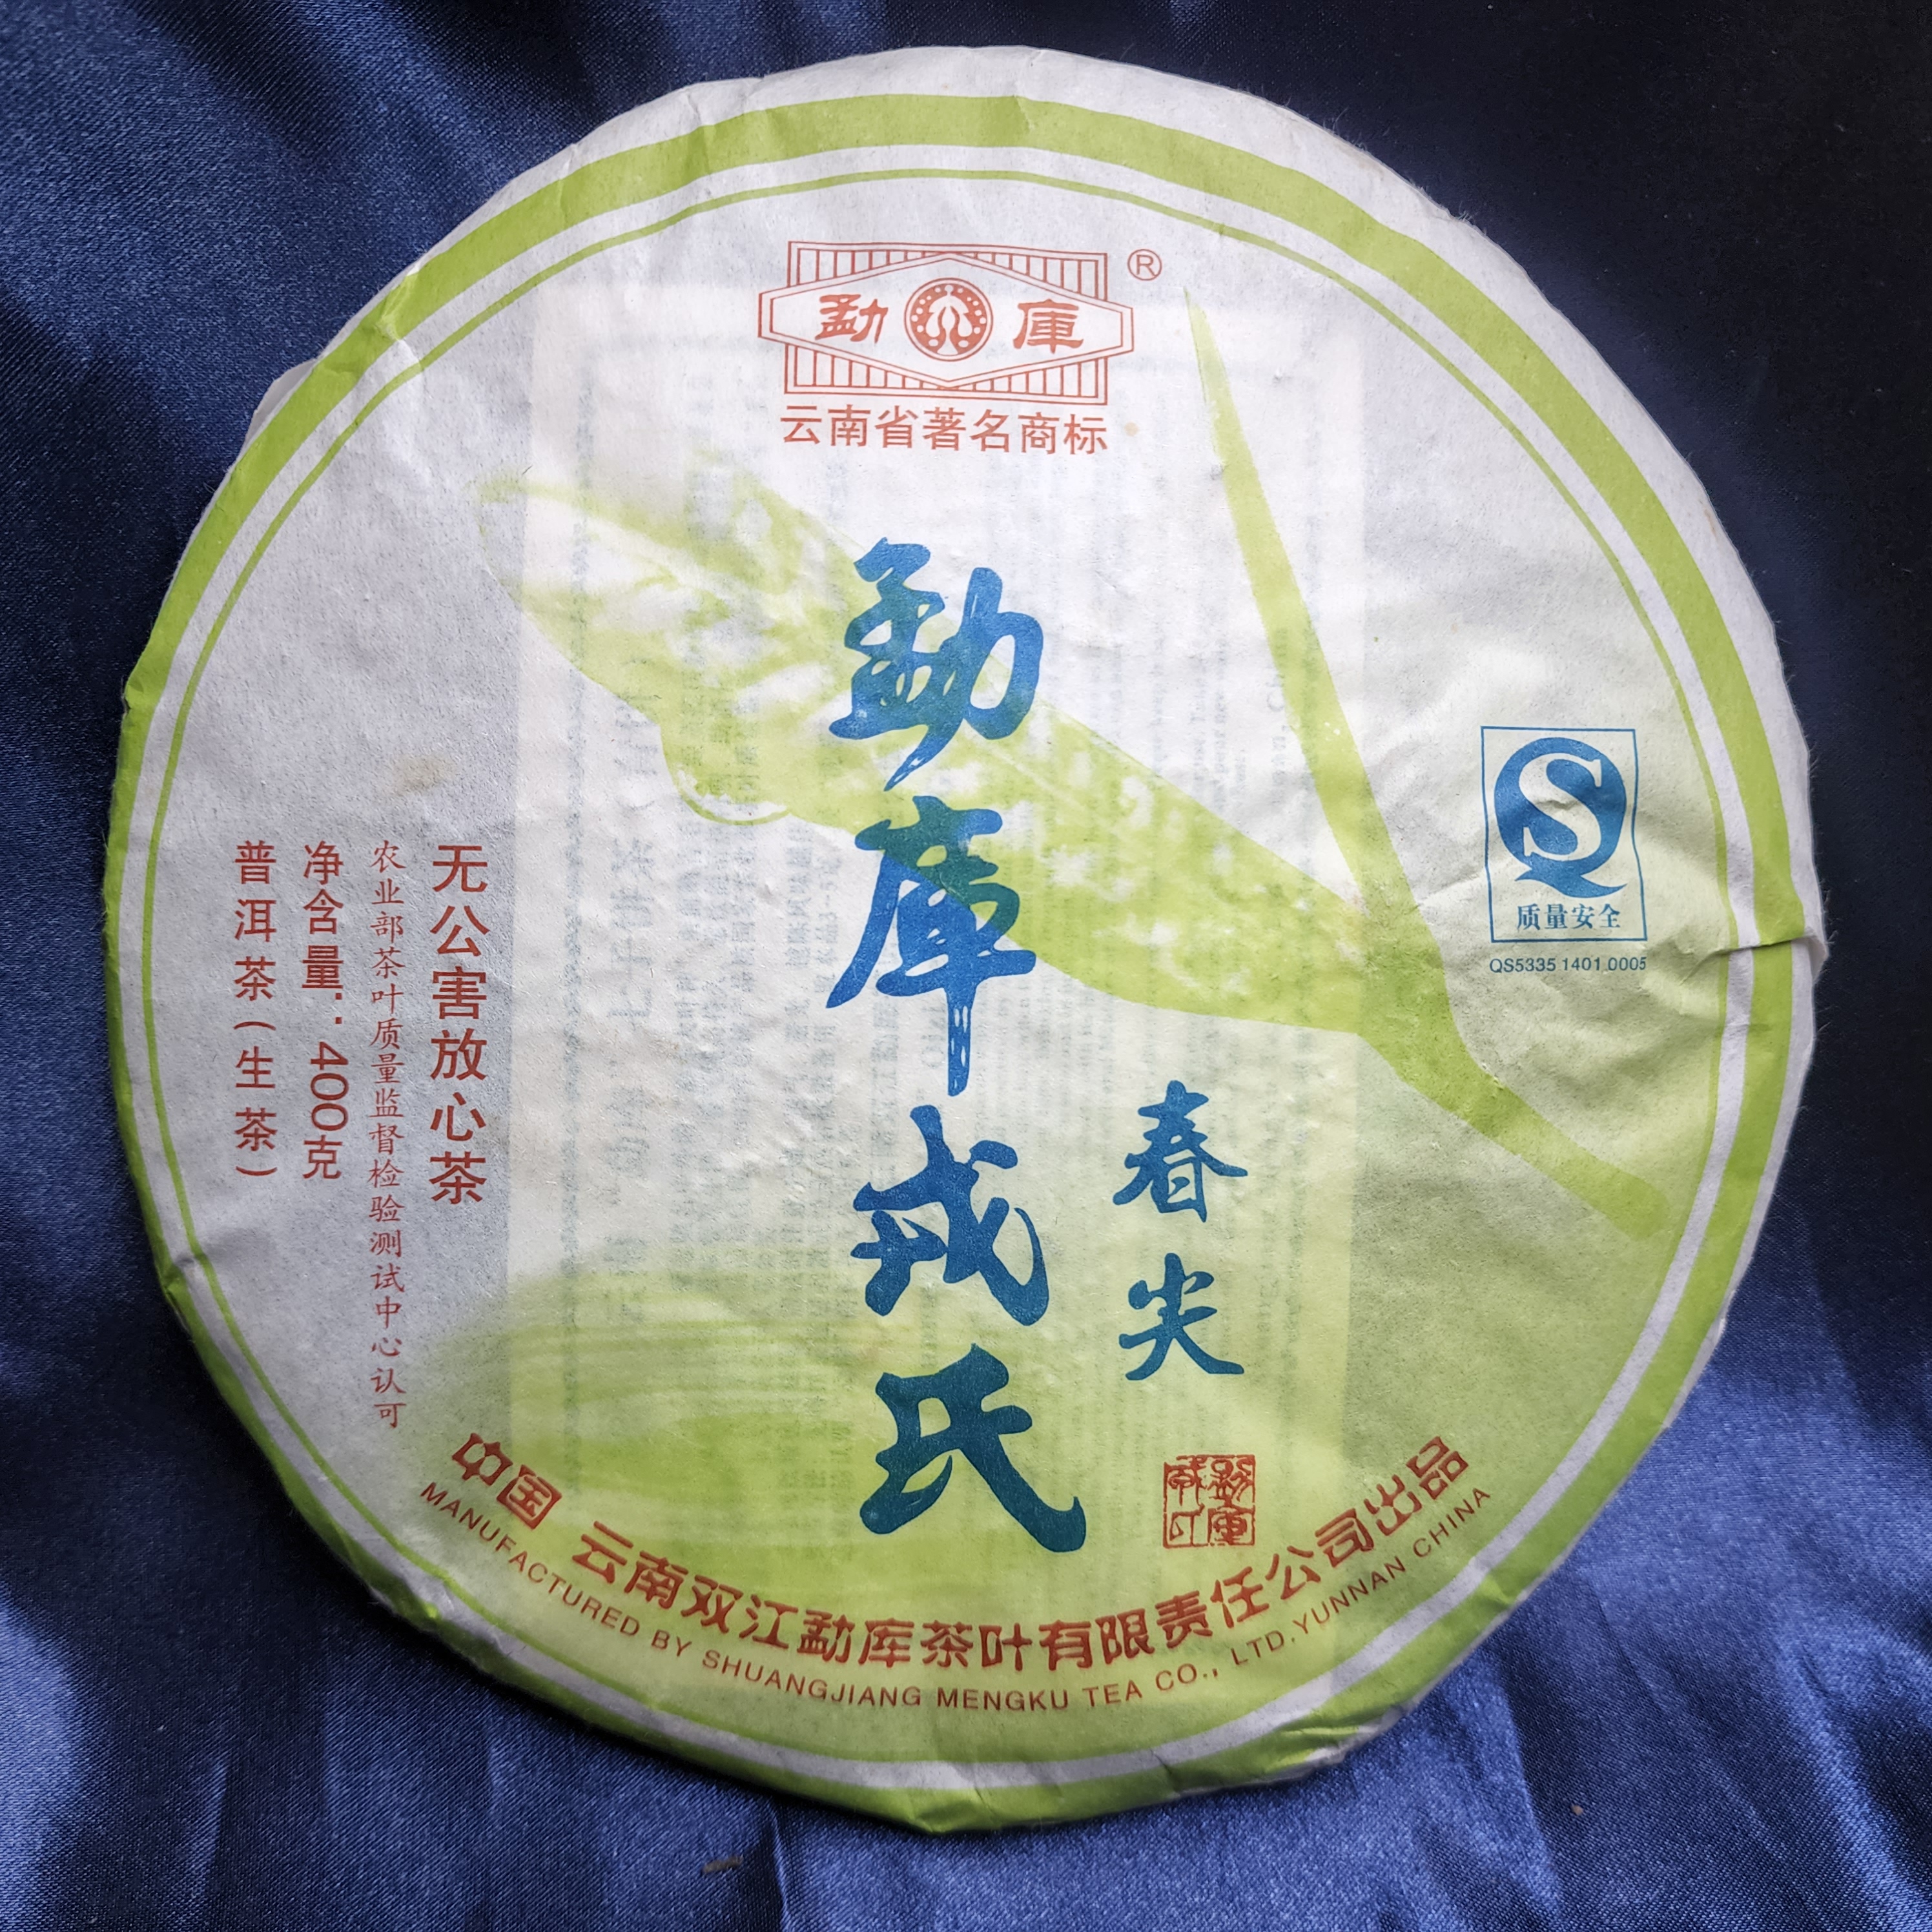 勐庫
®
云南省著名商标
勐庫戎氏
春尖
QS
质量安全
QS5335 1401 0005
无公害放心茶
农业部茶叶质量监督检验测试中心认可
净含量：400克
普洱茶（生茶）
中国 云南双江勐库茶叶有限责任公司出品
MANUFACTURED BY SHUANGJIANG MENGKU TEA CO., LTD.YUNNAN CHINA